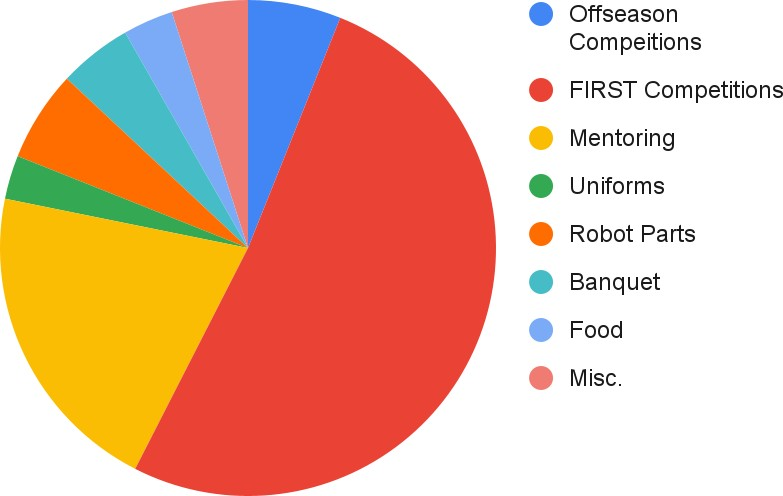 Offseason
Compeitions
FIRST Competitions
Mentoring
Uniforms
Robot Parts
Banquet
Food
Misc.